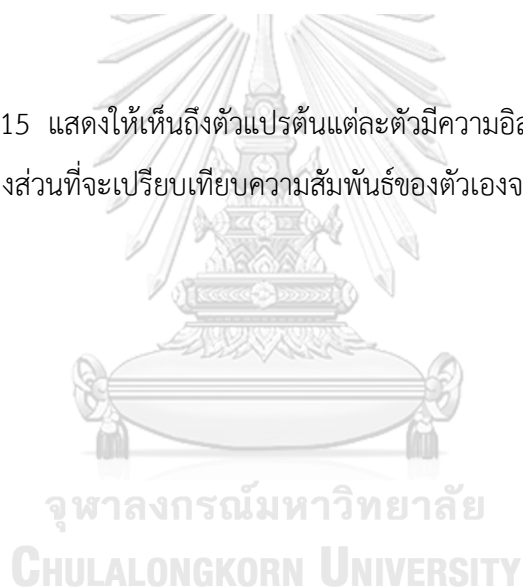 15 แสดงให้เห็นถึงตัวแปรต้นแต่ละตัวมีความอิส
งส่วนที่จะเปรียบเทียบความสัมพันธ์ของตัวเองจ
จุฬาลงกรณ์มหาวิทยาลัย
CHULALONGKORN UNIVERSITY